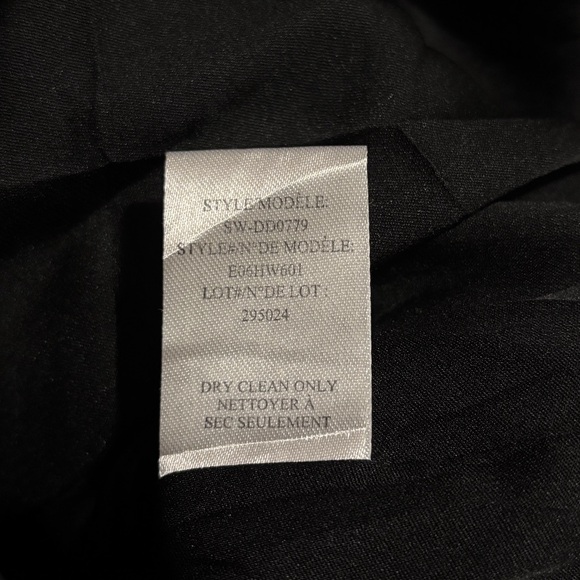 STYLE MODÈLE:
SW-DD0779
STYLE#/N°DE MODÈLE:
E06HW601
LOT#/N°DE LOT :
295024
DRY CLEAN ONLY
NETTOYER À
SEC SEULEMENT